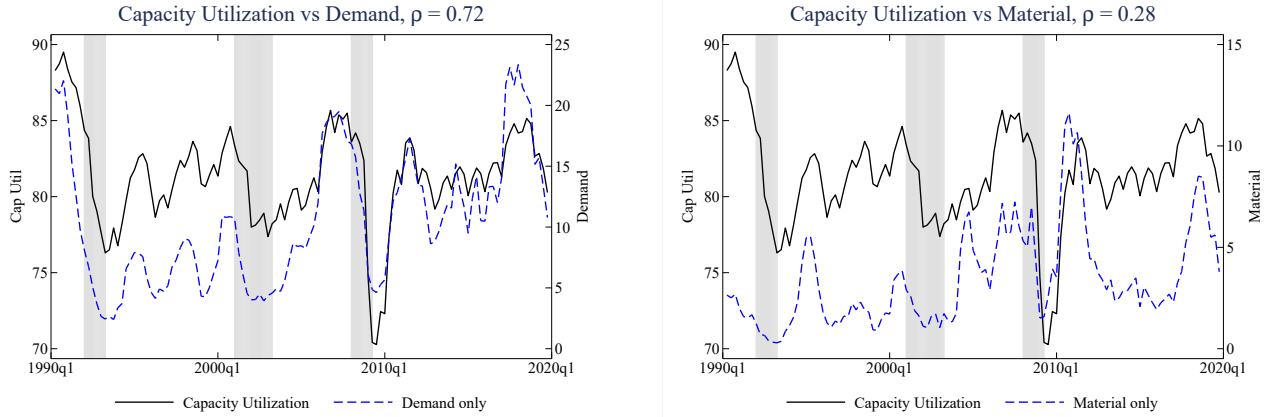 Capacity Utilization vs Demand, ρ = 0.72
90
85
80
75
70
Cap Util
25
20
15
10
5
0
Demand
1990q1
2000q1
2010q1
2020q1
Capacity Utilization
Demand only
Capacity Utilization vs Material, ρ = 0.28
90
85
80
75
70
Cap Util
15
10
5
0
Material
1990q1
2000q1
2010q1
2020q1
Capacity Utilization
Material only